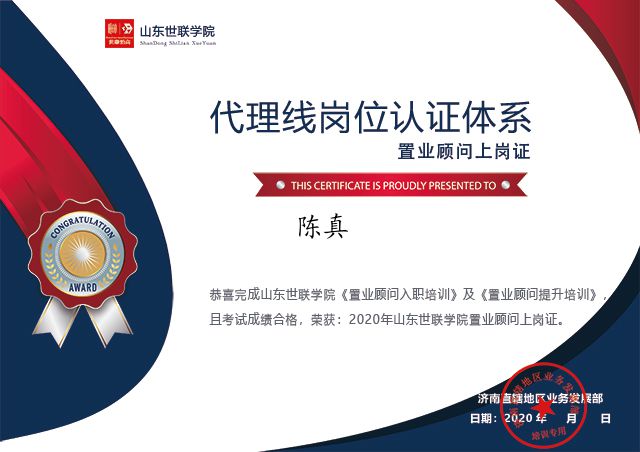 山东世联学院
ShanDong ShiLian XueYuan
代理线岗位认证体系
置业顾问上岗证
THIS CERTIFICATE IS PROUDLY PRESENTED TO
陈真
CONGRATULATION
AWARD
恭喜完成山东世联学院《置业顾问入职培训》及《置业顾问提升培训》，
且考试成绩合格，荣获：2020年山东世联学院置业顾问上岗证。
济南直辖地区业务发展部
日期：2020 年 月 日
培训专用